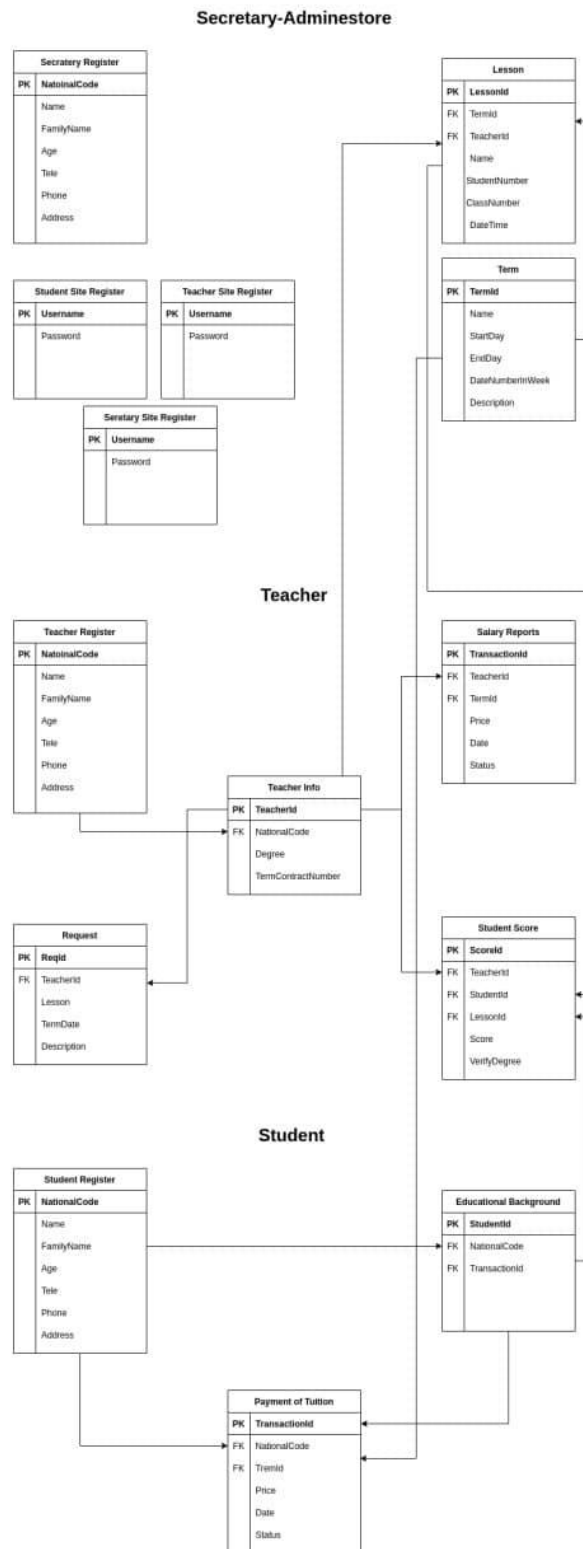 Secretary-Adminestore
Secratery Register
PK NatoinalCode
Name
FamilyName
Age
Tele
Phone
Address
Lesson
PK LessonId
FK TermId
FK TeacherId
Name
StudentNumber
ClassNumber
DateTime
Student Site Register
PK Username
Password
Teacher Site Register
PK Username
Password
Term
PK TermId
Name
StartDay
EndDay
DateNumberInWeek
Description
Seretary Site Register
PK Username
Password
Teacher
Teacher Register
PK NatoinalCode
Name
FamilyName
Age
Tele
Phone
Address
Salary Reports
PK TransactionId
FK TeacherId
FK TermId
Price
Date
Status
Teacher Info
PK TeacherId
FK NationalCode
Degree
TermContractNumber
Request
PK ReqId
FK TeacherId
Lesson
TermDate
Description
Student Score
PK ScoreId
FK TeacherId
FK StudentId
FK LessonId
Score
VerifyDegree
Student
Student Register
PK NationalCode
Name
FamilyName
Age
Tele
Phone
Address
Educational Background
PK StudentId
FK NationalCode
FK TransactionId
Payment of Tuition
PK TransactionId
FK NationalCode
FK TremId
Price
Date
Status